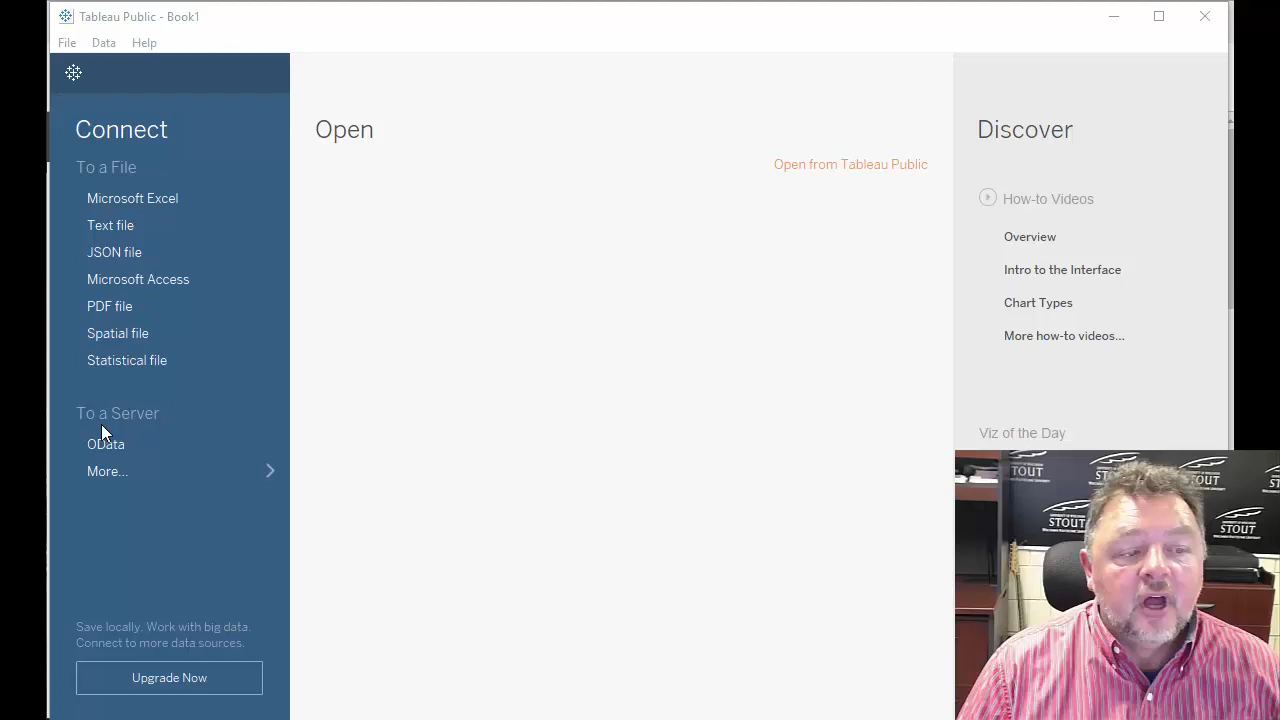 Tableau Public - Book1
File Data Help
Connect
To a File
Microsoft Excel
Text file
JSON file
Microsoft Access
PDF file
Spatial file
Statistical file
To a Server
OData
More...
Save locally. Work with big data.
Connect to more data sources.
Upgrade Now
Open
Open from Tableau Public
Discover
How-to Videos
Overview
Intro to the Interface
Chart Types
More how-to videos...
Viz of the Day
STOUT
STOUT
STOUT
STOUT